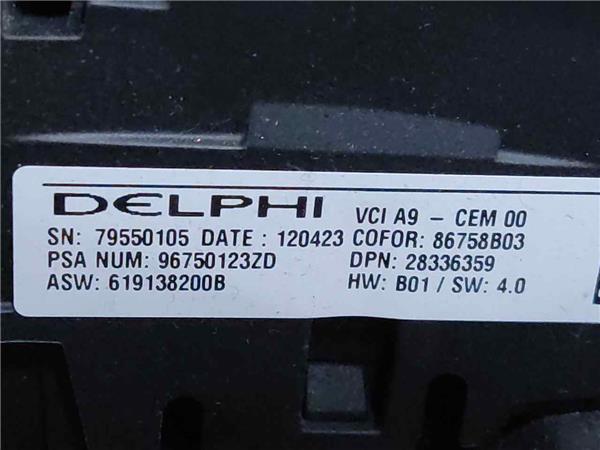 DELPHI VCI A9 - CEM 00
SN: 79550105 DATE : 120423 COFOR: 86758B03
PSA NUM: 96750123ZD DPN: 28336359
ASW: 619138200B HW: B01 / SW: 4.0